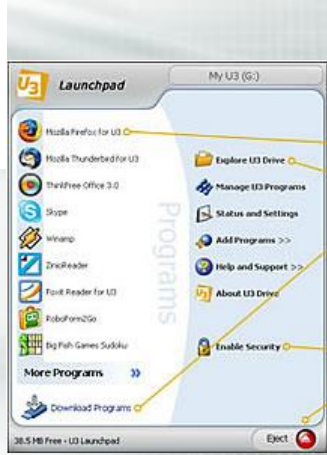 U3 Launchpad
My U3 (G:)
Mozilla Firefox for U3
Mozilla Thunderbird for U3
ThinkFree Office 3.0
Skype
Winamp
ZinioReader
Foxit Reader for U3
RoboForm2Go
Big Fish Games Sudoku
More Programs »
Download Programs
Programs
Explore U3 Drive
Manage U3 Programs
Status and Settings
Add Programs >>
Help and Support >>
About U3 Drive
Enable Security
38.5 MB Free - U3 Launchpad
Eject